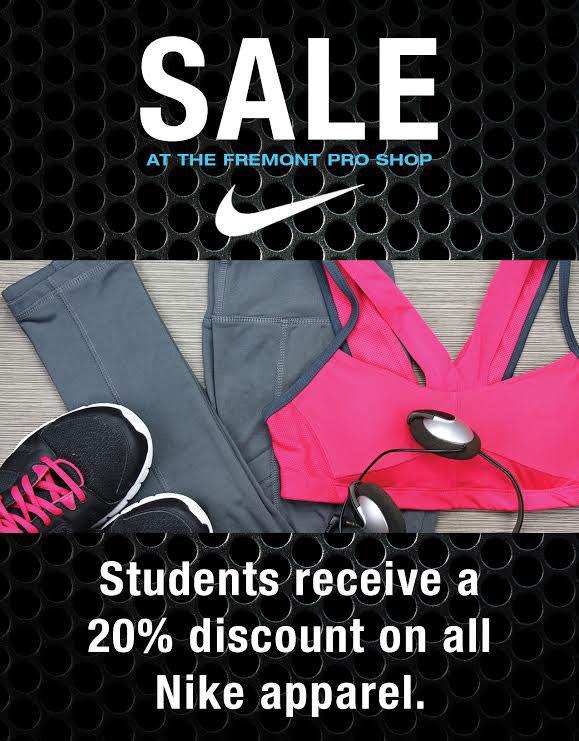 SALE
AT THE FREMONT PRO SHOP
Students receive a
20% discount on all
Nike apparel.